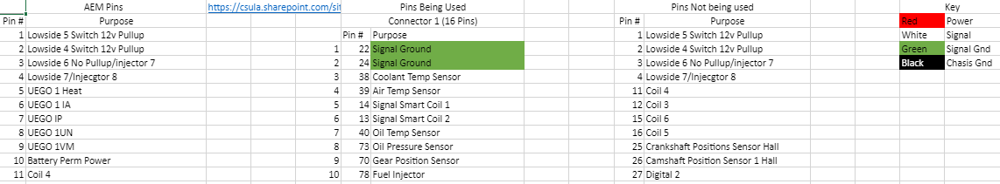 AEM Pins https://csula.sharepoint.com/sit Pins Being Used Pins Not being used Key
Pin # Purpose Connector 1 (16 Pins) Pin # Purpose Red Power
1 Lowside 5 Switch 12v Pullup Pin # Purpose 1 Lowside 5 Switch 12v Pullup White Signal
2 Lowside 4 Switch 12v Pullup 1 22 Signal Ground 2 Lowside 4 Switch 12v Pullup Green Signal Gnd
3 Lowside 6 No Pullup/injector 7 2 24 Signal Ground 3 Lowside 6 No Pullup/injector 7 Black Chasis Gnd
4 Lowside 7/Injecgtor 8 3 38 Coolant Temp Sensor 4 Lowside 7/Injecgtor 8
5 UEGO 1 Heat 4 39 Air Temp Sensor 11 Coil 4
6 UEGO 1 IA 5 14 Signal Smart Coil 1 12 Coil 3
7 UEGO IP 6 13 Signal Smart Coil 2 15 Coil 6
8 UEGO 1UN 7 40 Oil Temp Sensor 16 Coil 5
9 UEGO 1VM 8 73 Oil Pressure Sensor 25 Crankshaft Positions Sensor Hall
10 Battery Perm Power 9 70 Gear Position Sensor 26 Camshaft Position Sensor 1 Hall
11 Coil 4 10 78 Fuel Injector 27 Digital 2